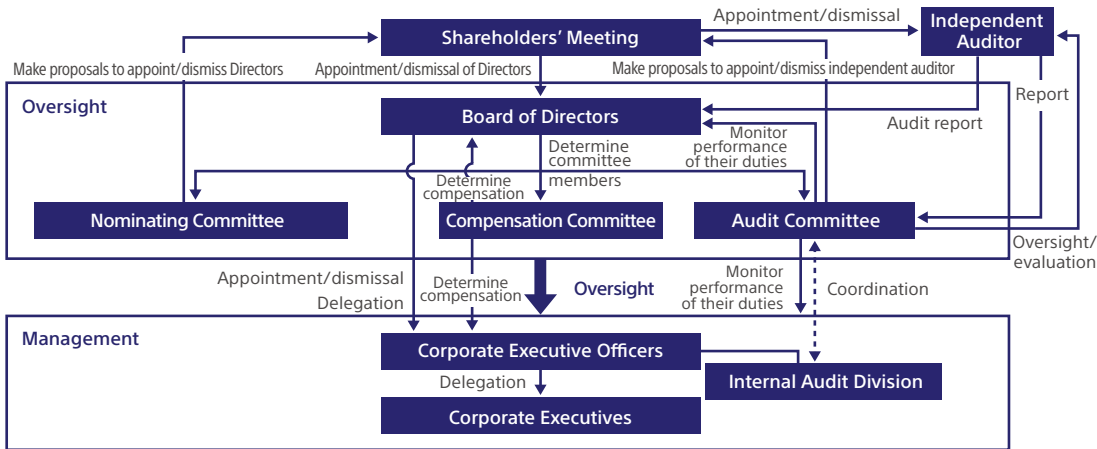 Appointment/dismissal
Shareholders’ Meeting
Independent
Auditor
Make proposals to appoint/dismiss Directors
Appointment/dismissal of Directors
Make proposals to appoint/dismiss independent auditor
Oversight
Report
Board of Directors
Audit report
Determine
committee
members
Monitor
performance
of their duties
Determine
compensation
Nominating Committee
Compensation Committee
Audit Committee
Oversight/
evaluation
Appointment/dismissal
Delegation
Determine
compensation
Oversight
Monitor
performance
of their duties
Coordination
Management
Corporate Executive Officers
Delegation
Internal Audit Division
Corporate Executives